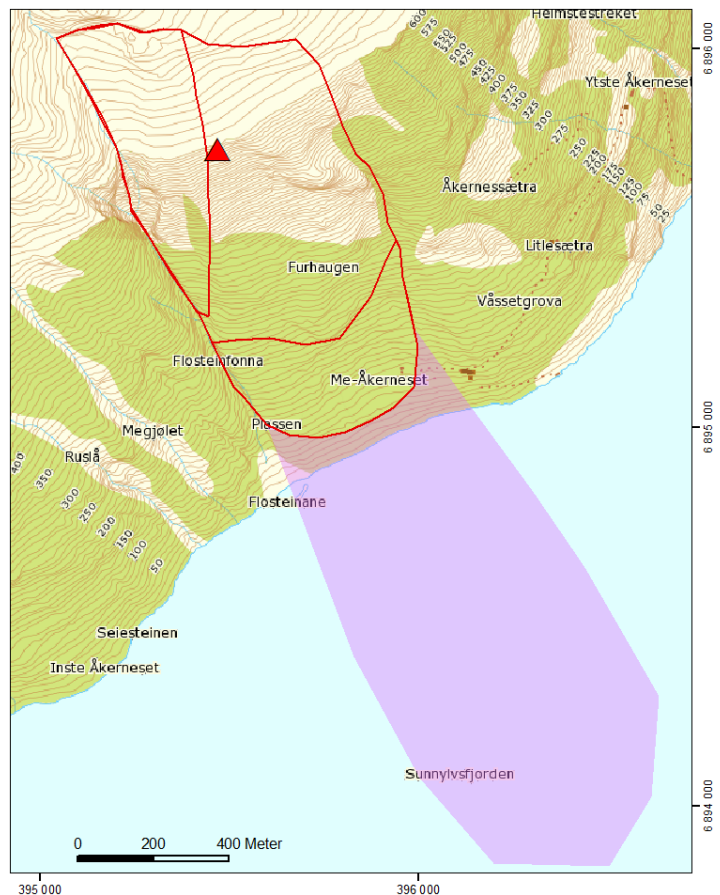 Heimstestreket
600
575
550
525
500
475
450
425
400
375
350
325
300
275
250
225
200
175
150
125
100
75
50
25
6 896 000
Ytste Åkerneset
Åkernessætra
Litlesætra
Furhaugen
Våssetgrova
Flosteinfonna
Me-Åkerneset
Plassen
6 895 000
Megjølet
Ruslå
400
350
300
250
200
150
100
50
Flosteinane
Seiesteinen
Inste Åkerneset
Sunnylvsfjorden
6 894 000
0 200 400 Meter
395 000 396 000